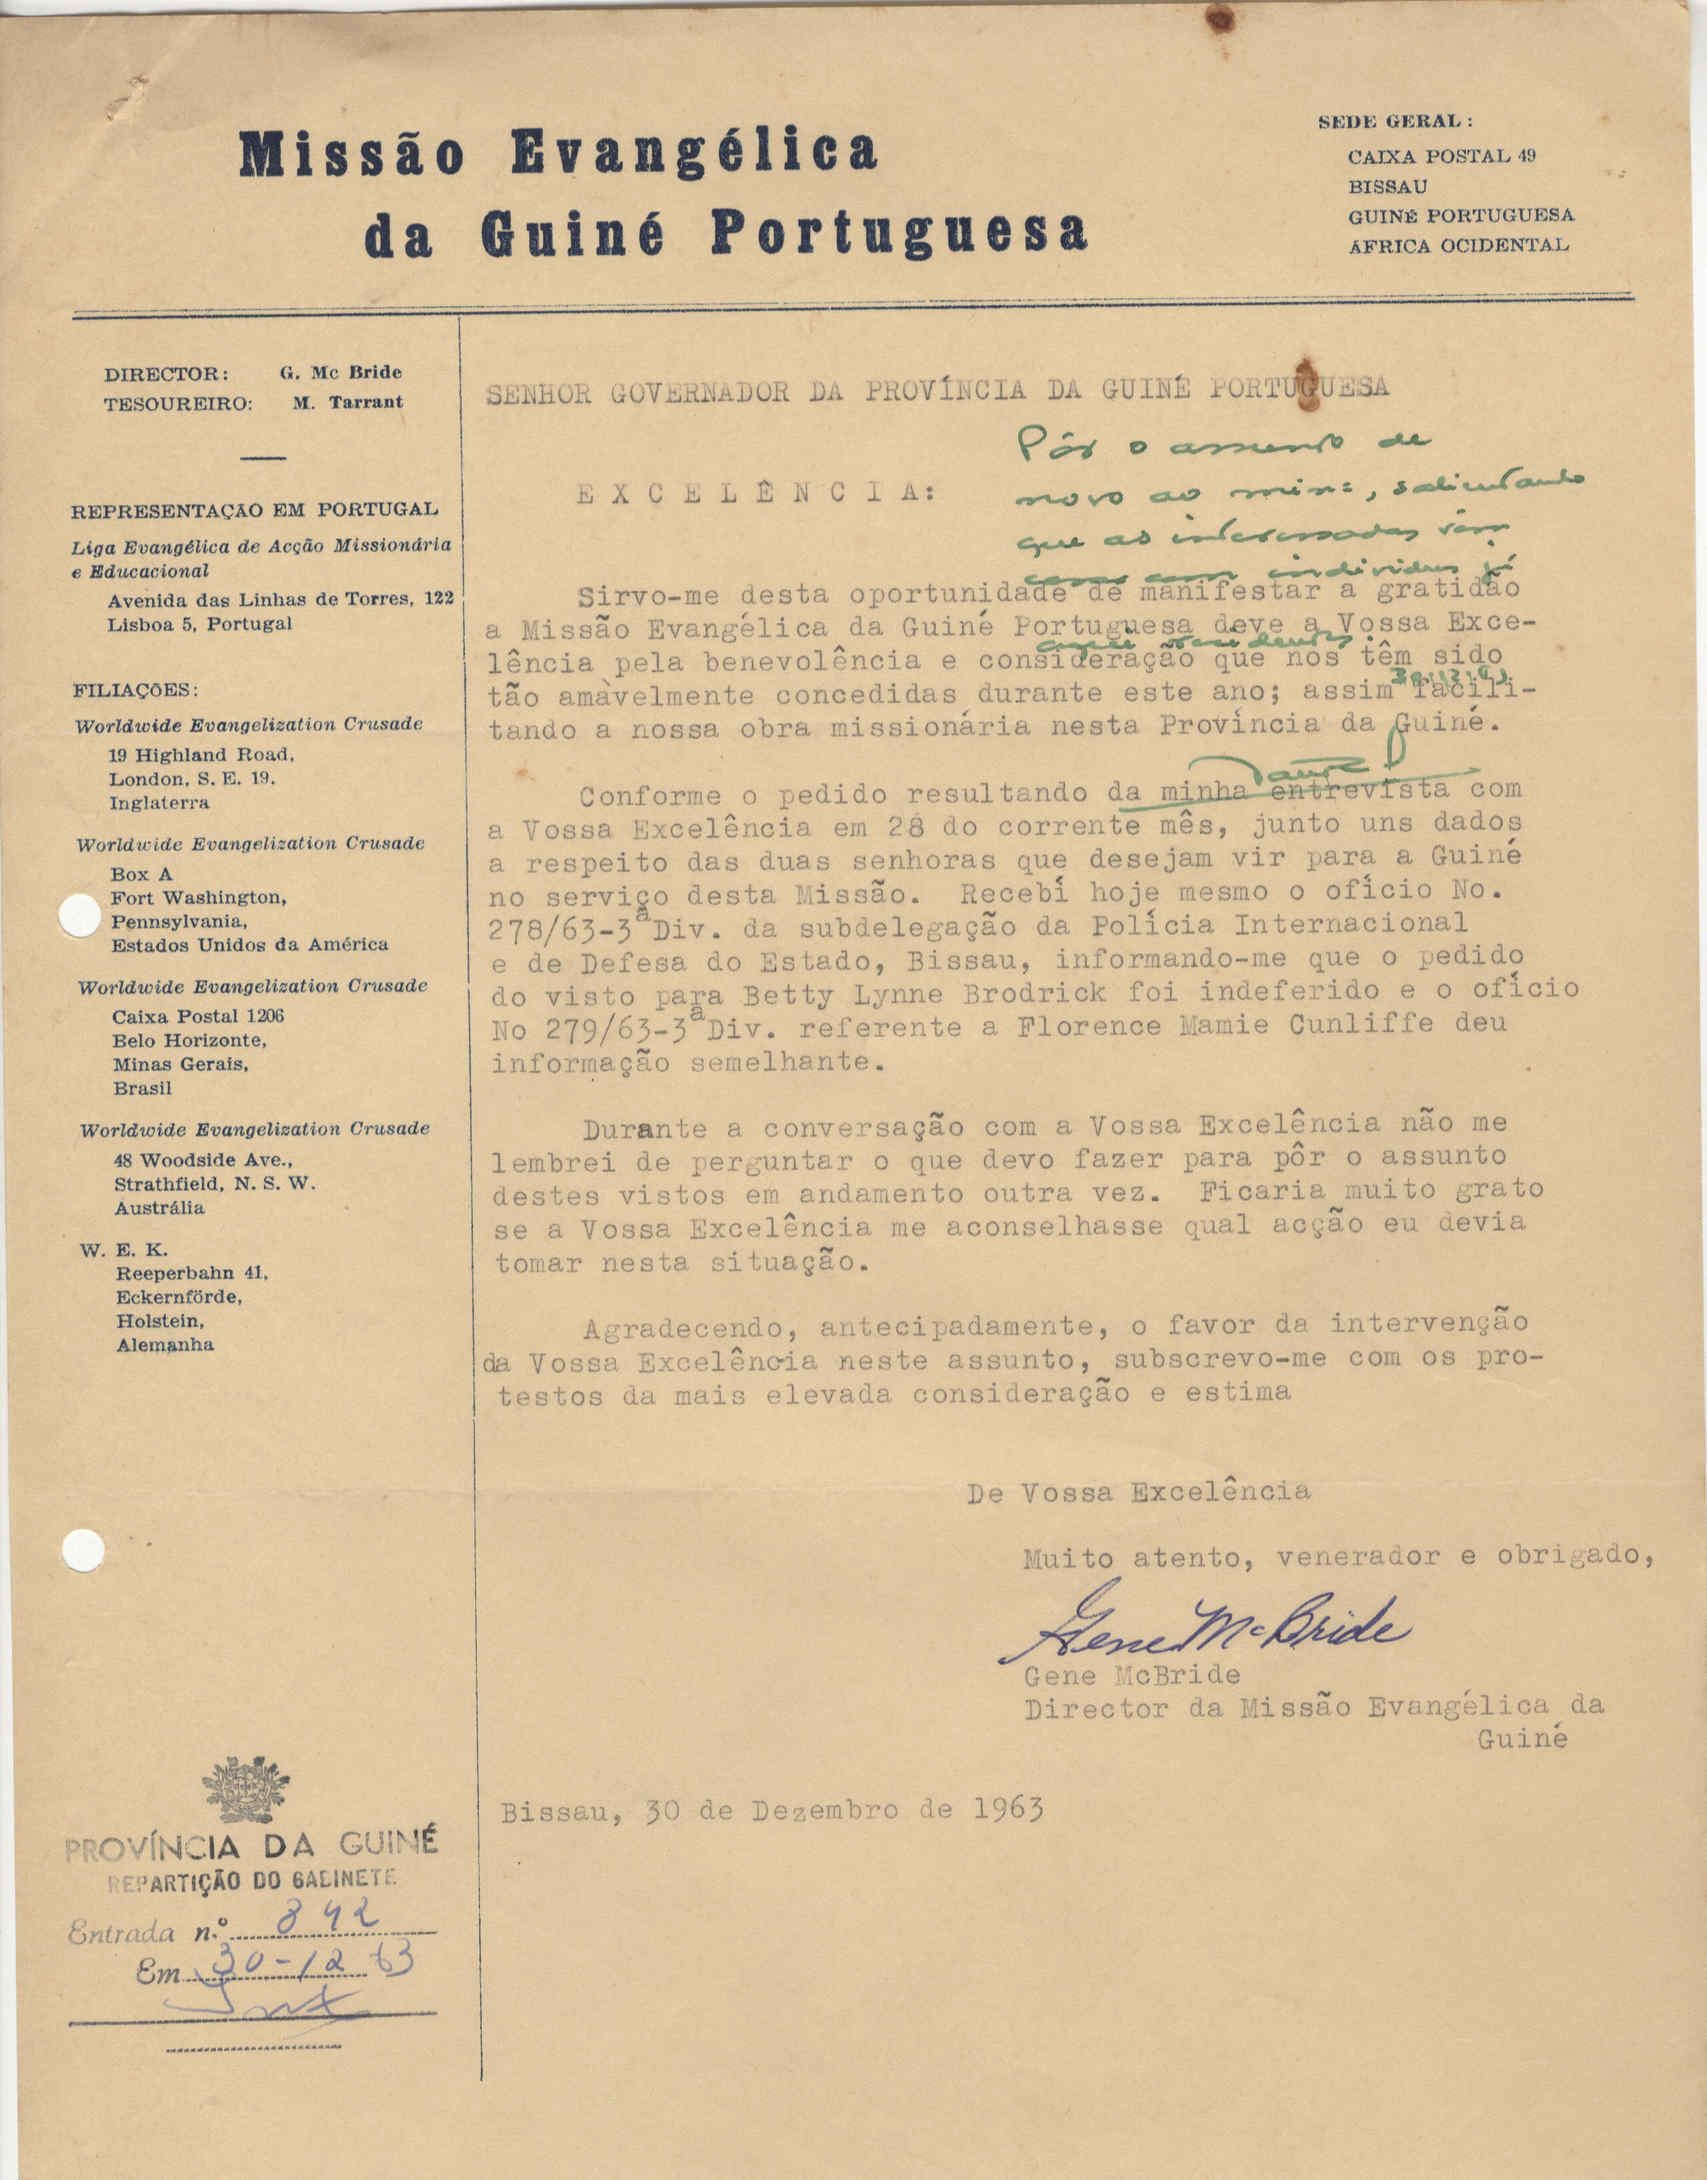 Missão Evangélica
da Guiné Portuguesa
SEDE GERAL :
CAIXA POSTAL 49
BISSAU
GUINÉ PORTUGUESA
AFRICA OCIDENTAL
DIRECTOR: G. Mc Bride
TESOUREIRO: M. Tarrant
REPRESENTAÇÃO EM PORTUGAL
Liga Evangélica de Acção Missionária
e Educacional
Avenida das Linhas de Torres, 122
Lisboa 5, Portugal
FILIAÇÕES:
Worldwide Evangelization Crusade
19 Highland Road,
London, S. E. 19.
Inglaterra
Worldwide Evangelization Crusade
Box A
Fort Washington,
Pennsylvania,
Estados Unidos da América
Worldwide Evangelization Crusade
Caixa Postal 1206
Belo Horizonte,
Minas Gerais,
Brasil
Worldwide Evangelization Crusade
48 Woodside Ave.,
Strathfield, N. S. W.
Austrália
W. E. K.
Reeperbahn 41,
Eckernförde,
Holstein,
Alemanha
SENHOR GOVERNADOR DA PROVÍNCIA DA GUINÉ PORTUGUESA
Pôr o assunto de
novo ao min:, salientando
que as interessadas vêm
casar com indivíduos já
aqui residentes.
30/12/63
E X C E L Ê N C I A:
Sirvo-me desta oportunidade de manifestar a gratidão
a Missão Evangélica da Guiné Portuguesa deve a Vossa Exce-
lência pela benevolência e consideração que nos têm sido
tão amàvelmente concedidas durante este ano; assim facili-
tando a nossa obra missionária nesta Província da Guiné.
Conforme o pedido resultando da minha entrevista com
a Vossa Excelência em 28 do corrente mês, junto uns dados
a respeito das duas senhoras que desejam vir para a Guiné
no serviço desta Missão. Recebí hoje mesmo o ofício No.
278/63-3ª Div. da subdelegação da Polícia Internacional
e de Defesa do Estado, Bissau, informando-me que o pedido
do visto para Betty Lynne Brodrick foi indeferido e o ofício
No 279/63-3ª Div. referente a Florence Mamie Cunliffe deu
informação semelhante.
Durante a conversação com a Vossa Excelência não me
lembrei de perguntar o que devo fazer para pôr o assunto
destes vistos em andamento outra vez. Ficaria muito grato
se a Vossa Excelência me aconselhasse qual acção eu devia
tomar nesta situação.
Agradecendo, antecipadamente, o favor da intervenção
da Vossa Excelência neste assunto, subscrevo-me com os pro-
testos da mais elevada consideração e estima
De Vossa Excelência
Muito atento, venerador e obrigado,
Gene McBride
Gene McBride
Director da Missão Evangélica da
Guiné
Bissau, 30 de Dezembro de 1963
PROVÍNCIA DA GUINÉ
REPARTIÇÃO DO GABINETE
Entrada n.º 842
Em 30-12 63